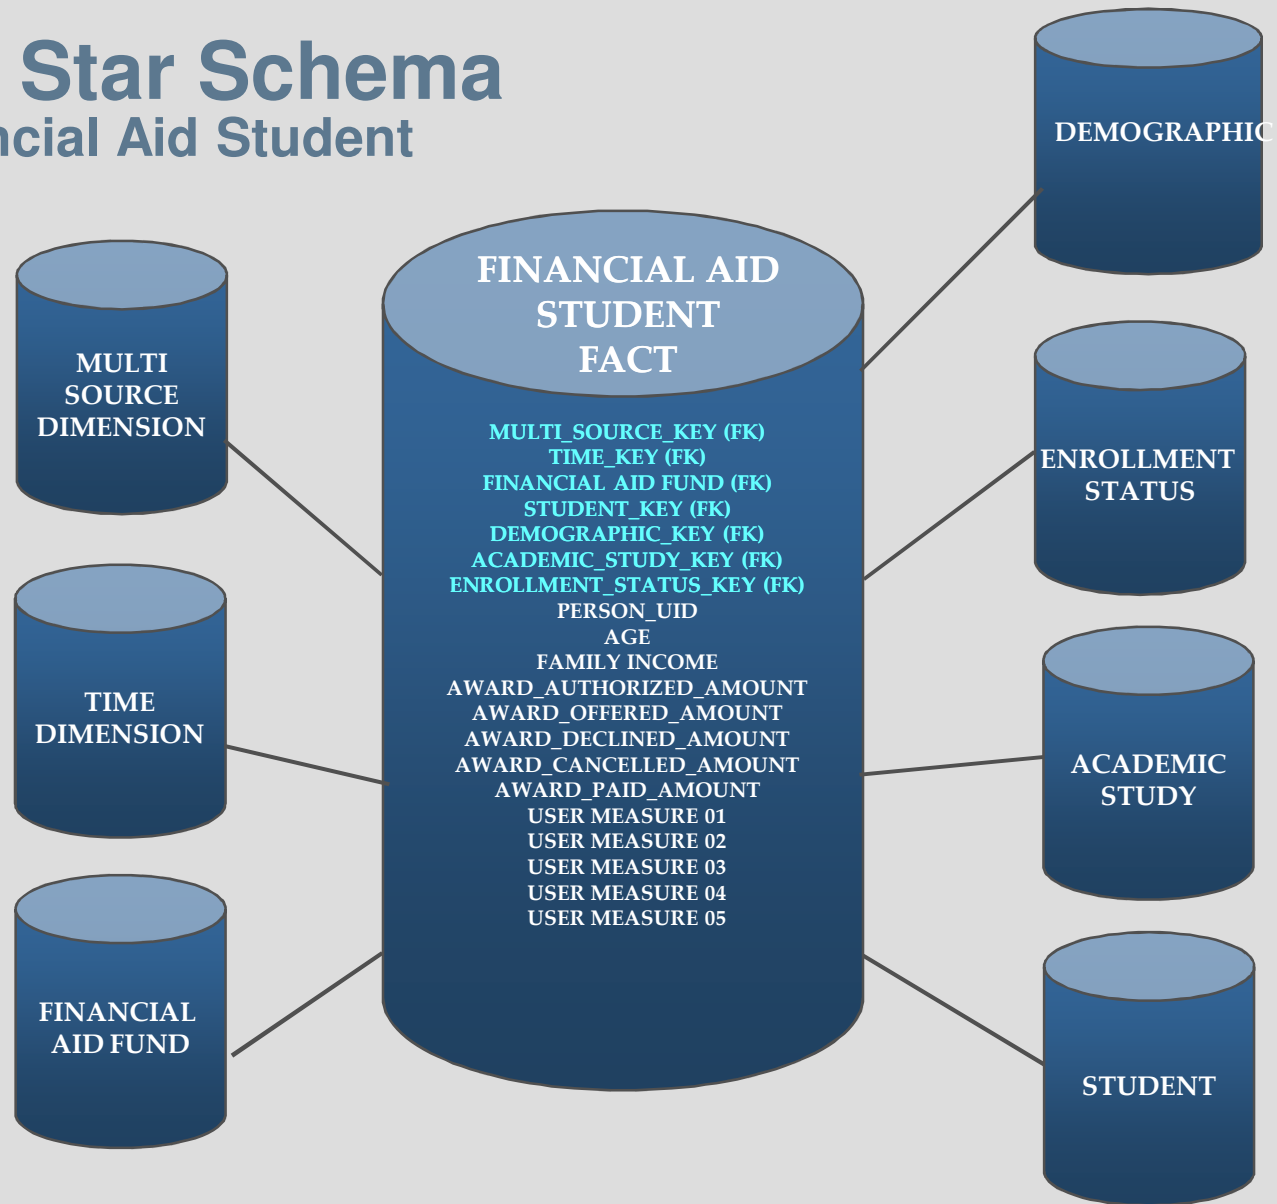 Star Schema
ncial Aid Student
DEMOGRAPHIC
FINANCIAL AID
STUDENT
FACT
MULTI
SOURCE
DIMENSION
MULTI_SOURCE_KEY (FK)
TIME_KEY (FK)
FINANCIAL AID FUND (FK)
STUDENT_KEY (FK)
DEMOGRAPHIC_KEY (FK)
ACADEMIC_STUDY_KEY (FK)
ENROLLMENT_STATUS_KEY (FK)
PERSON_UID
AGE
FAMILY INCOME
AWARD_AUTHORIZED_AMOUNT
AWARD_OFFERED_AMOUNT
AWARD_DECLINED_AMOUNT
AWARD_CANCELLED_AMOUNT
AWARD_PAID_AMOUNT
USER MEASURE 01
USER MEASURE 02
USER MEASURE 03
USER MEASURE 04
USER MEASURE 05
ENROLLMENT
STATUS
TIME
DIMENSION
ACADEMIC
STUDY
FINANCIAL
AID FUND
STUDENT